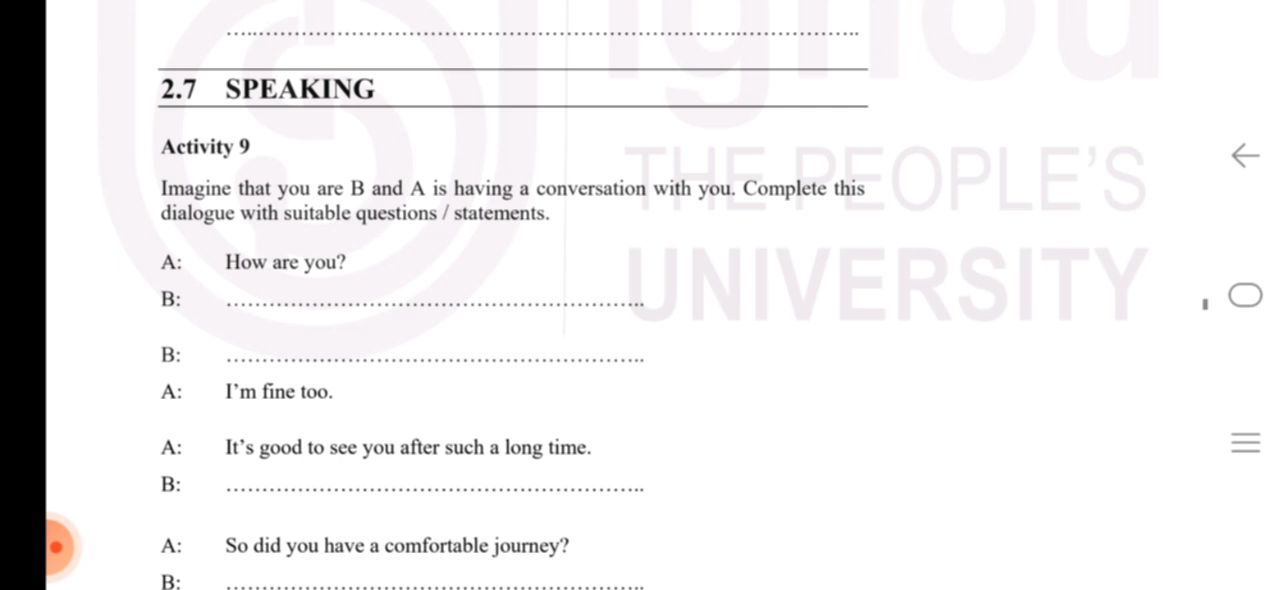 ignou
......................................................................................................
2.7 SPEAKING
Activity 9
Imagine that you are B and A is having a conversation with you. Complete this
dialogue with suitable questions / statements.
THE PEOPLE'S
UNIVERSITY
A: How are you?
B: ....................................................................
B: ....................................................................
A: I'm fine too.
A: It's good to see you after such a long time.
B: ....................................................................
A: So did you have a comfortable journey?
B: ....................................................................